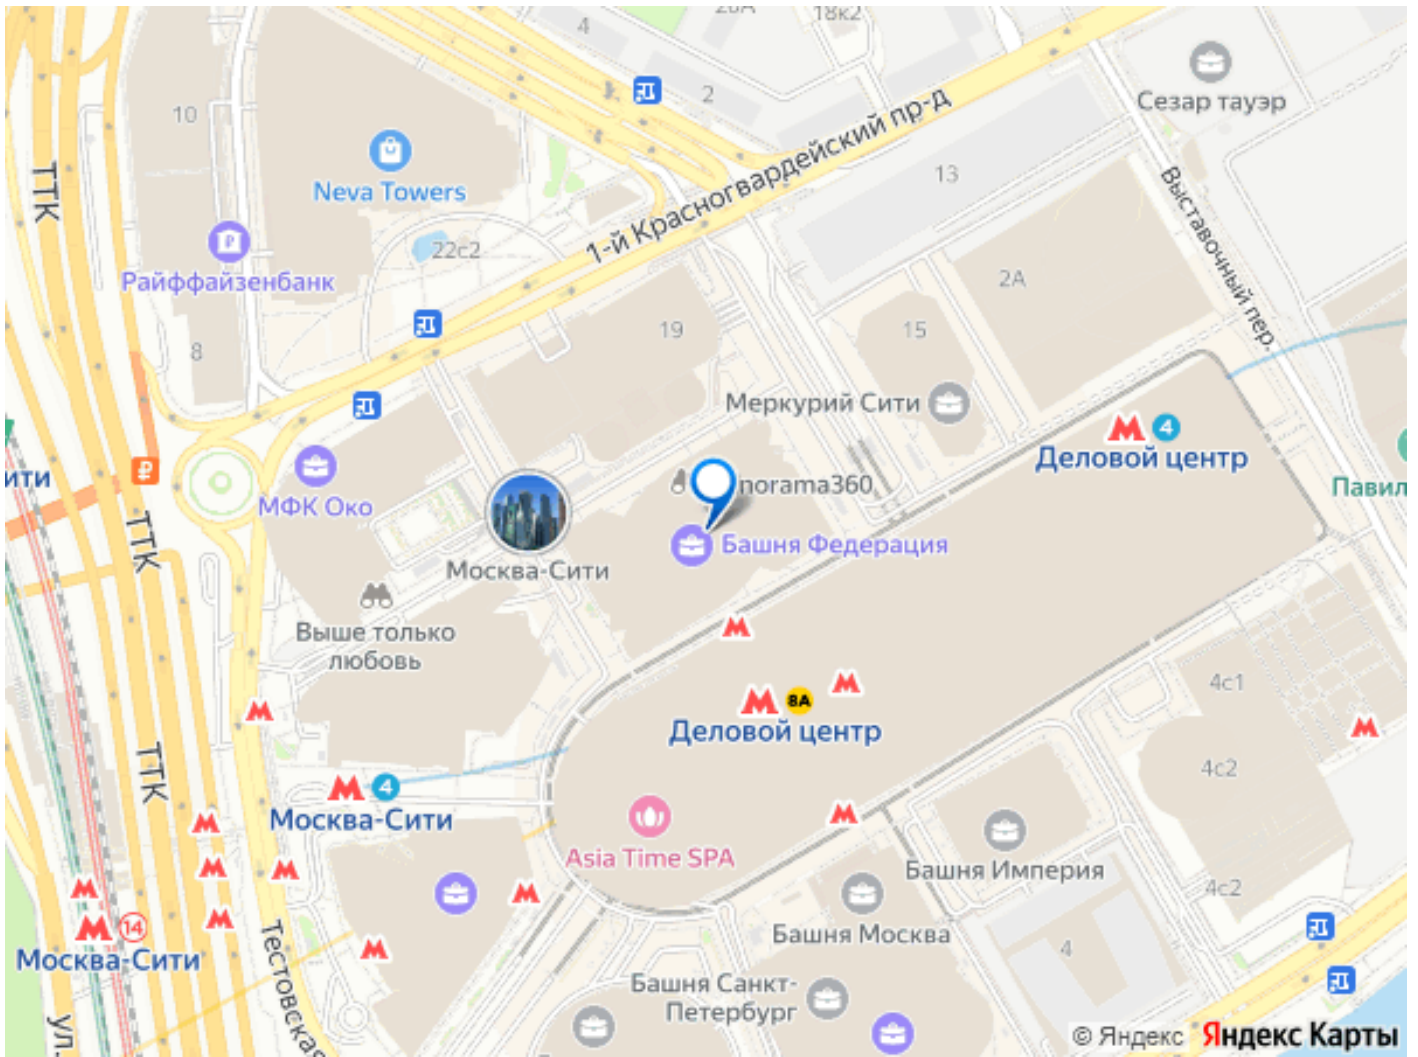 4
18к2
2
Сезар тауэр
10
Neva Towers
1-й Красногвардейский пр-д
13
Выставочный пер.
ТТК
22с2
Райффайзенбанк
2А
19
15
8
Меркурий Сити
4
Деловой центр
ити
МФК Око
norama360
Павил
Башня Федерация
Москва-Сити
ТТК
Выше только
любовь
4с1
8А
Деловой центр
4с2
ТТК
4
Москва-Сити
Asia Time SPA
Башня Империя
4с2
14
Москва-Сити
Тестовская
Башня Москва
4
Башня Санкт-
Петербург
ул.
© Яндекс Яндекс Карты